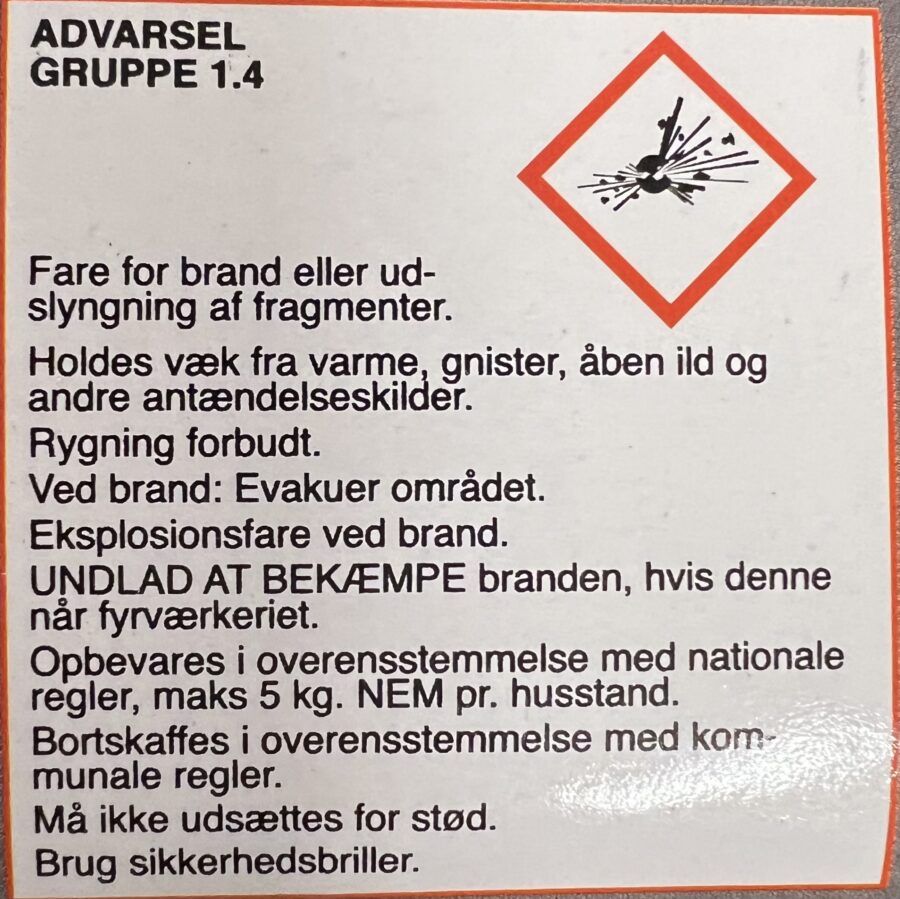 ADVARSEL
GRUPPE 1.4
Fare for brand eller ud-
slyngning af fragmenter.
Holdes væk fra varme, gnister, åben ild og
andre antændelseskilder.
Rygning forbudt.
Ved brand: Evakuer området.
Eksplosionsfare ved brand.
UNDLAD AT BEKÆMPE branden, hvis denne
når fyrværkeriet.
Opbevares i overensstemmelse med nationale
regler, maks 5 kg. NEM pr. husstand.
Bortskaffes i overensstemmelse med kom-
munale regler.
Må ikke udsættes for stød.
Brug sikkerhedsbriller.